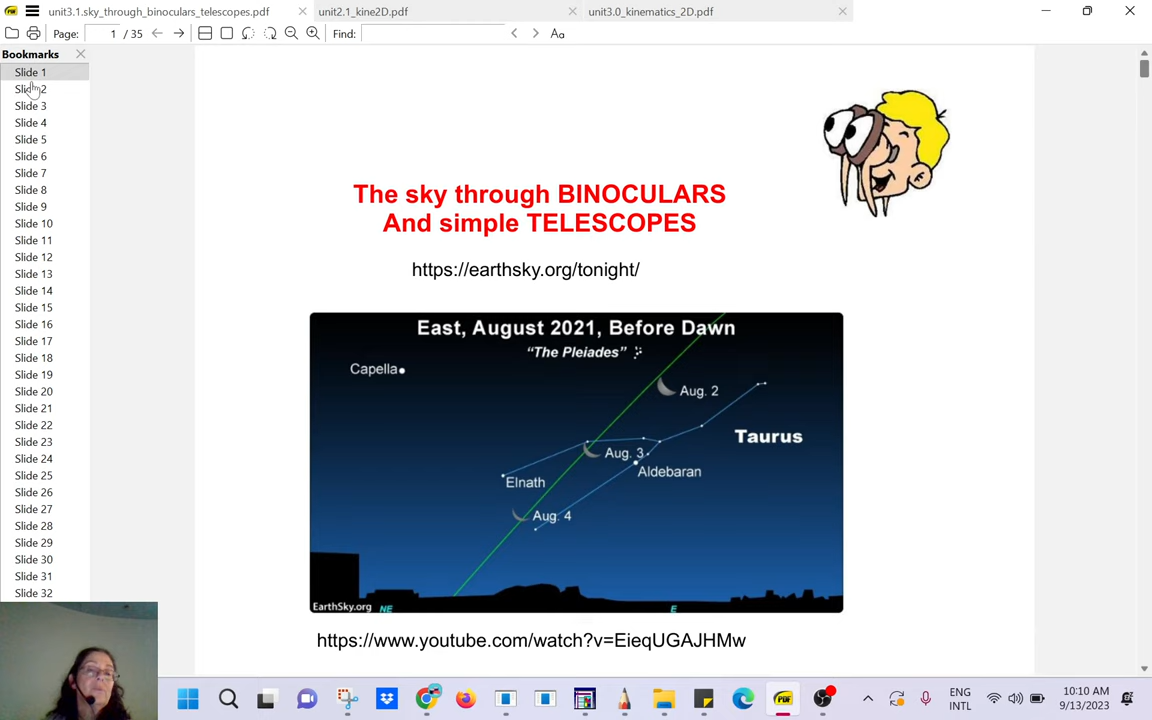 unit3.1.sky_through_binoculars_telescopes.pdf
unit2.1_kine2D.pdf
unit3.0_kinematics_2D.pdf
Page: 1 / 35
Find:
Aa
Bookmarks
Slide 1
Slide 2
Slide 3
Slide 4
Slide 5
Slide 6
Slide 7
Slide 8
Slide 9
Slide 10
Slide 11
Slide 12
Slide 13
Slide 14
Slide 15
Slide 16
Slide 17
Slide 18
Slide 19
Slide 20
Slide 21
Slide 22
Slide 23
Slide 24
Slide 25
Slide 26
Slide 27
Slide 28
Slide 29
Slide 30
Slide 31
Slide 32
The sky through BINOCULARS
And simple TELESCOPES
https://earthsky.org/tonight/
East, August 2021, Before Dawn
"The Pleiades"
Capella
Aug. 2
Taurus
Aug. 3
Aldebaran
Elnath
Aug. 4
EarthSky.org
NE
E
https://www.youtube.com/watch?v=EieqUGAJHMw
PDF
ENG
INTL
10:10 AM
9/13/2023